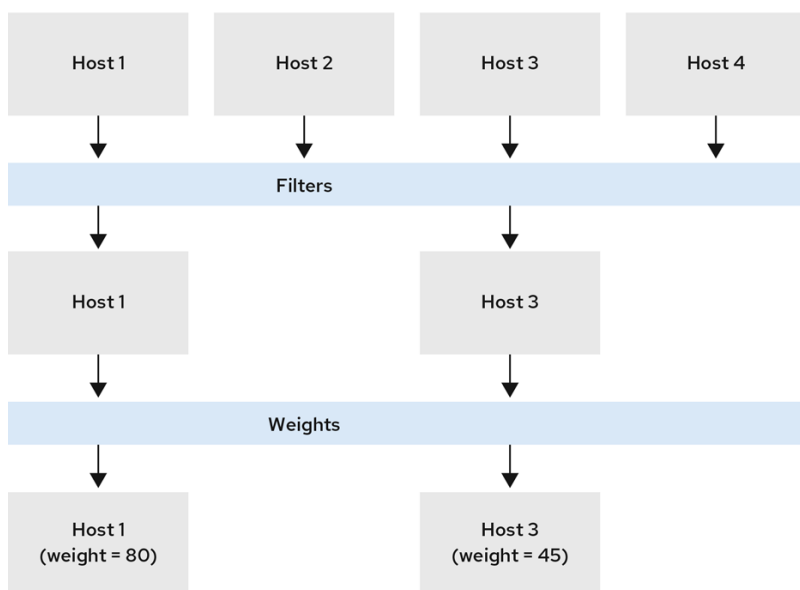 Host 1
Host 2
Host 3
Host 4
Filters
Host 1
Host 3
Weights
Host 1
(weight = 80)
Host 3
(weight = 45)